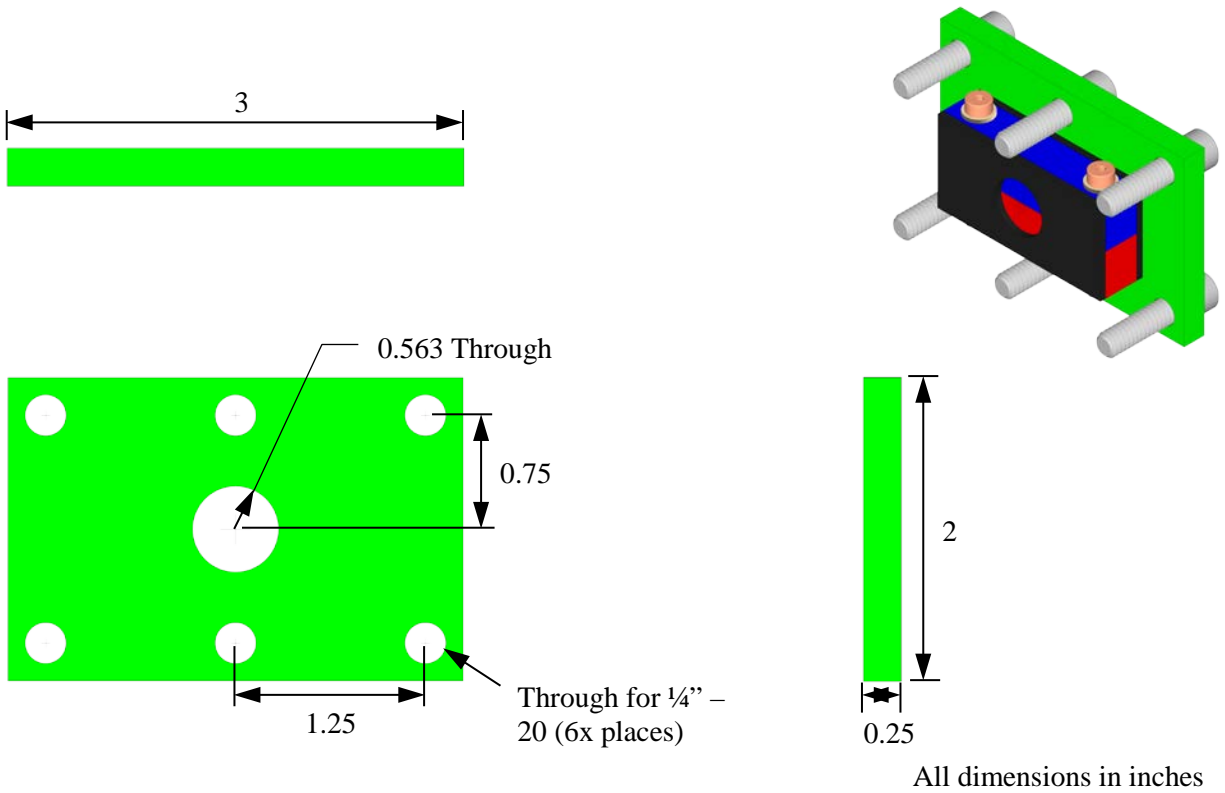 3
0.563 Through
0.75
2
1.25
Through for ¼” –
20 (6x places)
0.25
All dimensions in inches